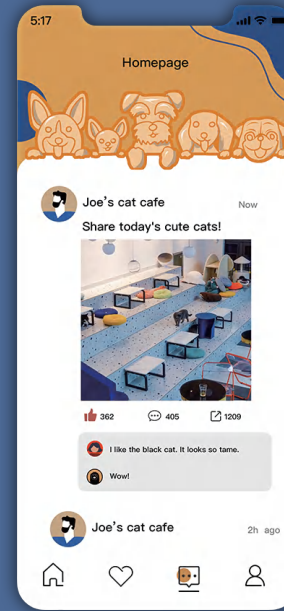 5:17
Homepage
Joe's cat cafe
Now
Share today's cute cats!
362
405
1209
I like the black cat. It looks so tame.
Wow!
Joe's cat cafe
2h ago